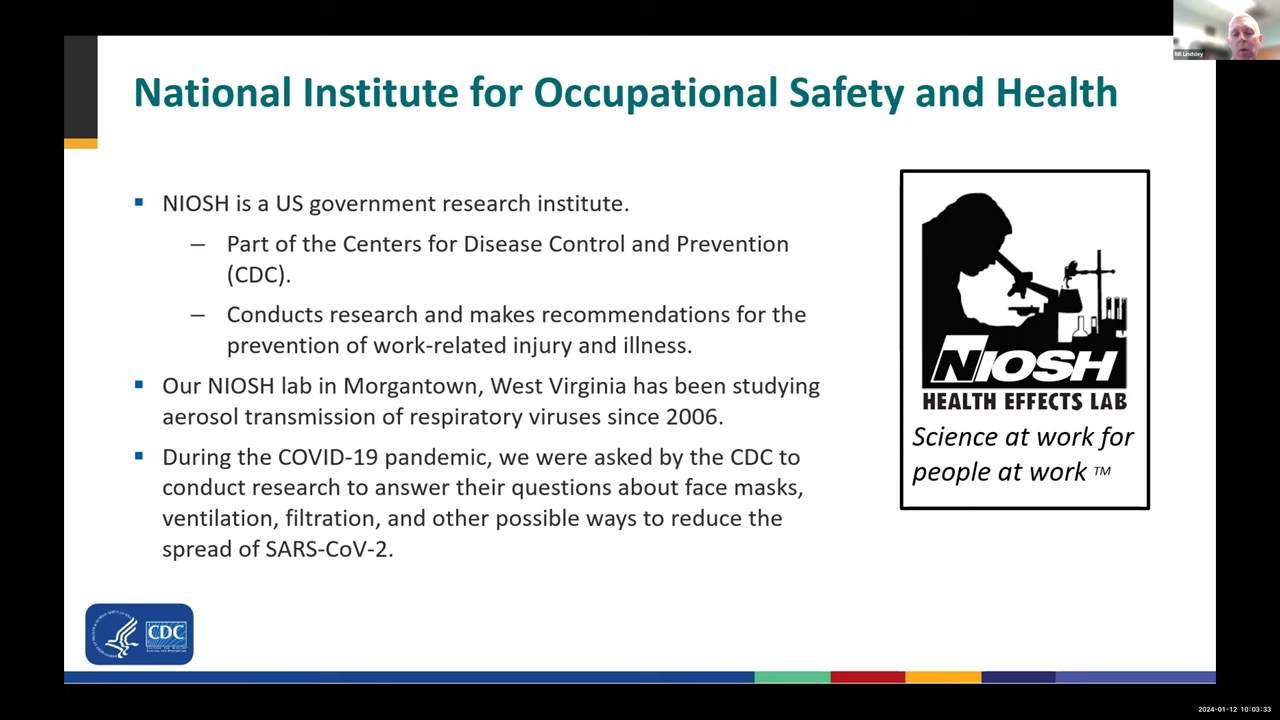 Bill Lindsley
National Institute for Occupational Safety and Health
▪ NIOSH is a US government research institute.
– Part of the Centers for Disease Control and Prevention
(CDC).
– Conducts research and makes recommendations for the
prevention of work-related injury and illness.
▪ Our NIOSH lab in Morgantown, West Virginia has been studying
aerosol transmission of respiratory viruses since 2006.
▪ During the COVID-19 pandemic, we were asked by the CDC to
conduct research to answer their questions about face masks,
ventilation, filtration, and other possible ways to reduce the
spread of SARS-CoV-2.
NIOSH
HEALTH EFFECTS LAB
Science at work for
people at work TM
CDC
2024-01-12 10:03:33